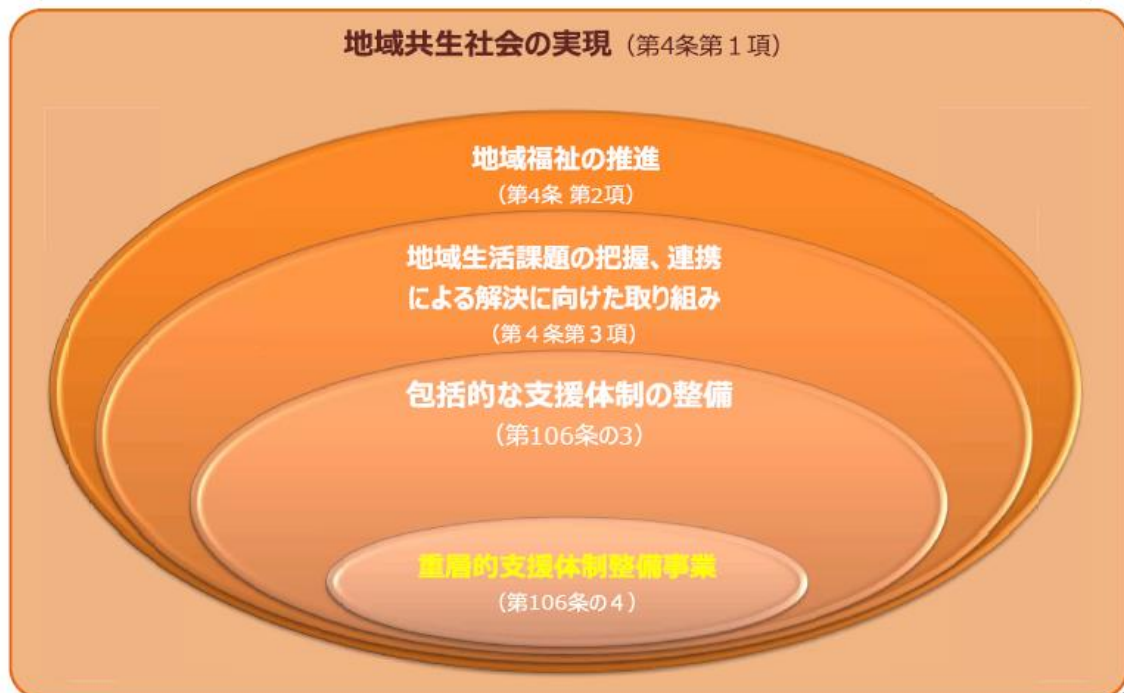 地域共生社会の実現（第4条第１項）
地域福祉の推進
（第4条 第2項）
地域生活課題の把握、連携
による解決に向けた取り組み
（第４条第３項）
包括的な支援体制の整備
（第106条の3）
重層的支援体制整備事業
（第106条の４）